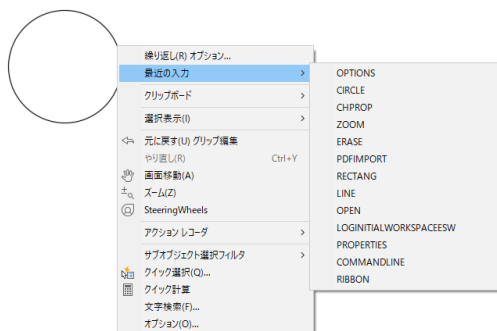 繰り返し(R) オプション...
最近の入力
クリップボード
選択表示(I)
元に戻す(U) グリップ編集
やり直し(R) Ctrl+Y
画面移動(A)
ズーム(Z)
SteeringWheels
アクション レコーダ
サブオブジェクト選択フィルタ
クイック選択(Q)...
クイック計算
文字検索(F)...
オプション(O)...
OPTIONS
CIRCLE
CHPROP
ZOOM
ERASE
PDFIMPORT
RECTANG
LINE
OPEN
LOGINITIALWORKSPACEESW
PROPERTIES
COMMANDLINE
RIBBON